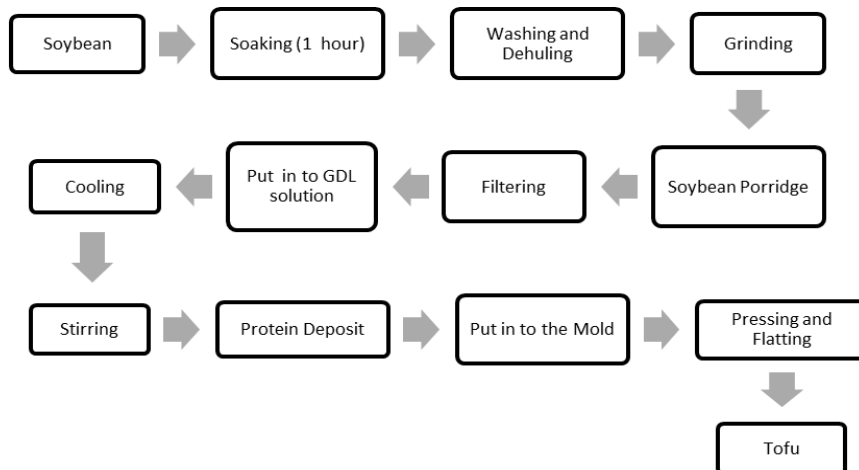 Soybean
Soaking (1 hour)
Washing and
Dehuling
Grinding
Soybean Porridge
Filtering
Put in to GDL
solution
Cooling
Stirring
Protein Deposit
Put in to the Mold
Pressing and
Flatting
Tofu